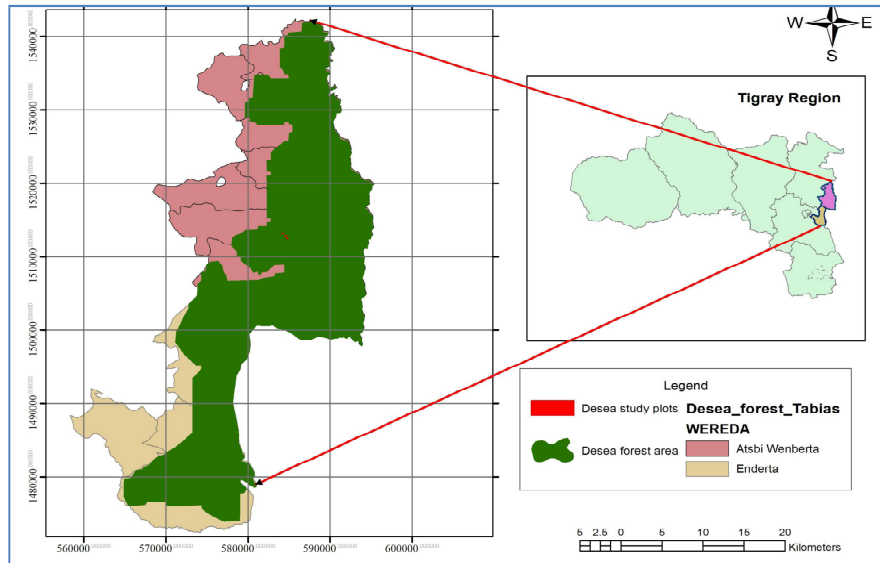 N
W E
S
Tigray Region
1540000
1530000
1520000
1510000
1500000
1490000
1480000
560000 570000 580000 590000 600000
Legend
Desea study plots
Desea forest area
Desea_forest_Tabias
WEREDA
Atsbi Wenberta
Enderta
5 2.5 0 5 10 15 20
Kilometers